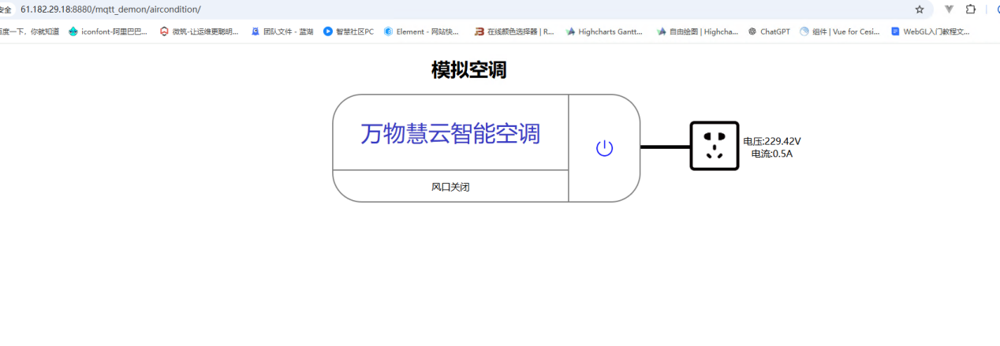 安全 61.182.29.18:8880/mqtt_demon/aircondition/
百度一下，你就知道 iconfont-阿里巴巴... 微筑-让运维更聪明... 团队文件 - 蓝湖 智慧社区PC Element - 网站快... 在线颜色选择器 | R... Highcharts Gantt... 自由绘图 | Highcha... ChatGPT 组件 | Vue for Cesi... WebGL入门教程文...
模拟空调
万物慧云智能空调
风口关闭
电压:229.42V
电流:0.5A